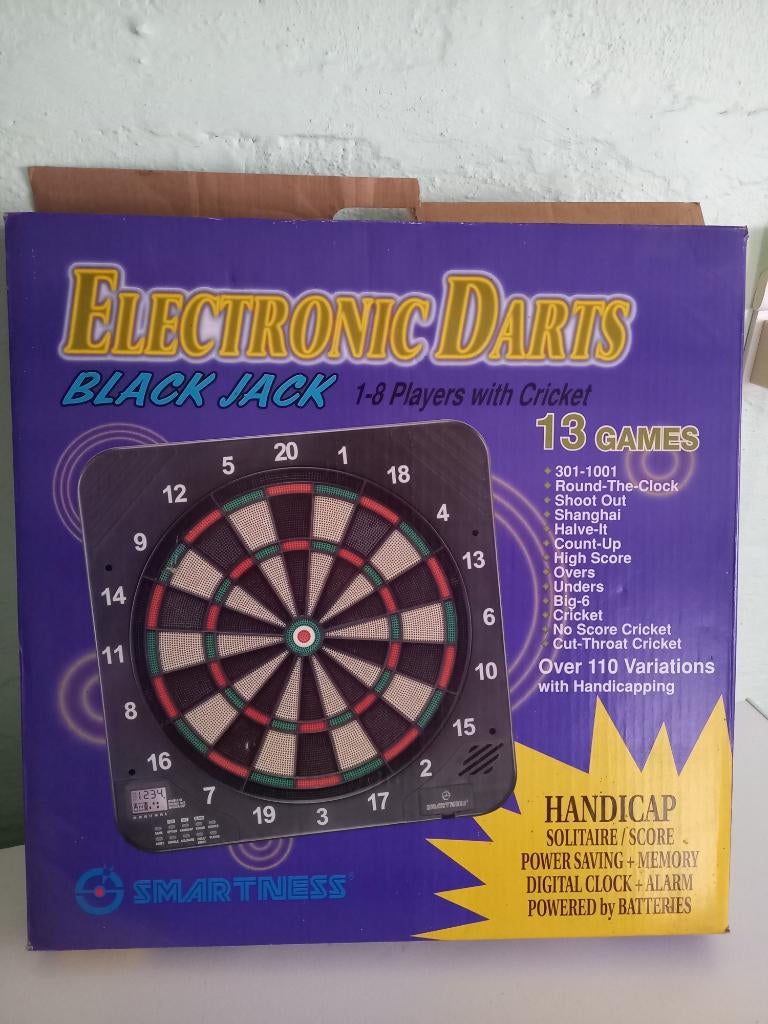 ELECTRONIC DARTS
BLACK JACK 1-8 Players with Cricket
13 GAMES
301-1001
Round-The-Clock
Shoot Out
Shanghai
Halve-It
Count-Up
High Score
Overs
Unders
Big-6
Cricket
No Score Cricket
Cut-Throat Cricket
Over 110 Variations
with Handicapping
20
1
18
4
13
6
10
15
2
17
3
19
7
16
8
11
14
9
12
5
1234
SMARTNESS
HANDICAP
SOLITAIRE / SCORE
POWER SAVING + MEMORY
DIGITAL CLOCK + ALARM
POWERED by BATTERIES
SMARTNESS